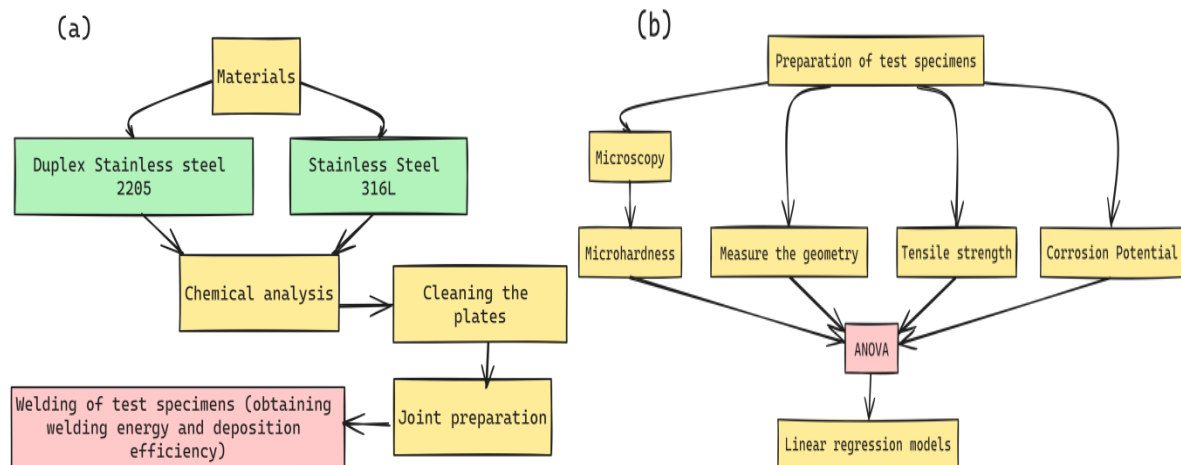 (a)
Materials
Duplex Stainless steel
2205
Stainless Steel
316L
Chemical analysis
Cleaning the
plates
Joint preparation
Welding of test specimens (obtaining
welding energy and deposition
efficiency)
(b)
Preparation of test specimens
Microscopy
Microhardness
Measure the geometry
Tensile strength
Corrosion Potential
ANOVA
Linear regression models